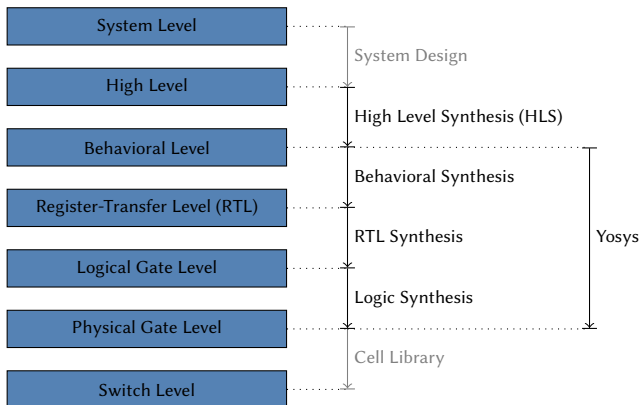 System Level
System Design
High Level
High Level Synthesis (HLS)
Behavioral Level
Behavioral Synthesis
Register-Transfer Level (RTL)
RTL Synthesis
Yosys
Logical Gate Level
Logic Synthesis
Physical Gate Level
Cell Library
Switch Level